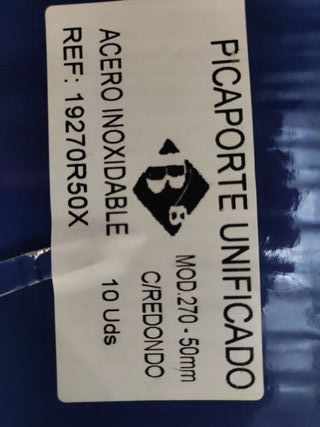 PICAPORTE UNIFICADO
B
B
MOD.270 - 50mm
C/REDONDO
ACERO INOXIDABLE
10 Uds
REF: 19270R50X